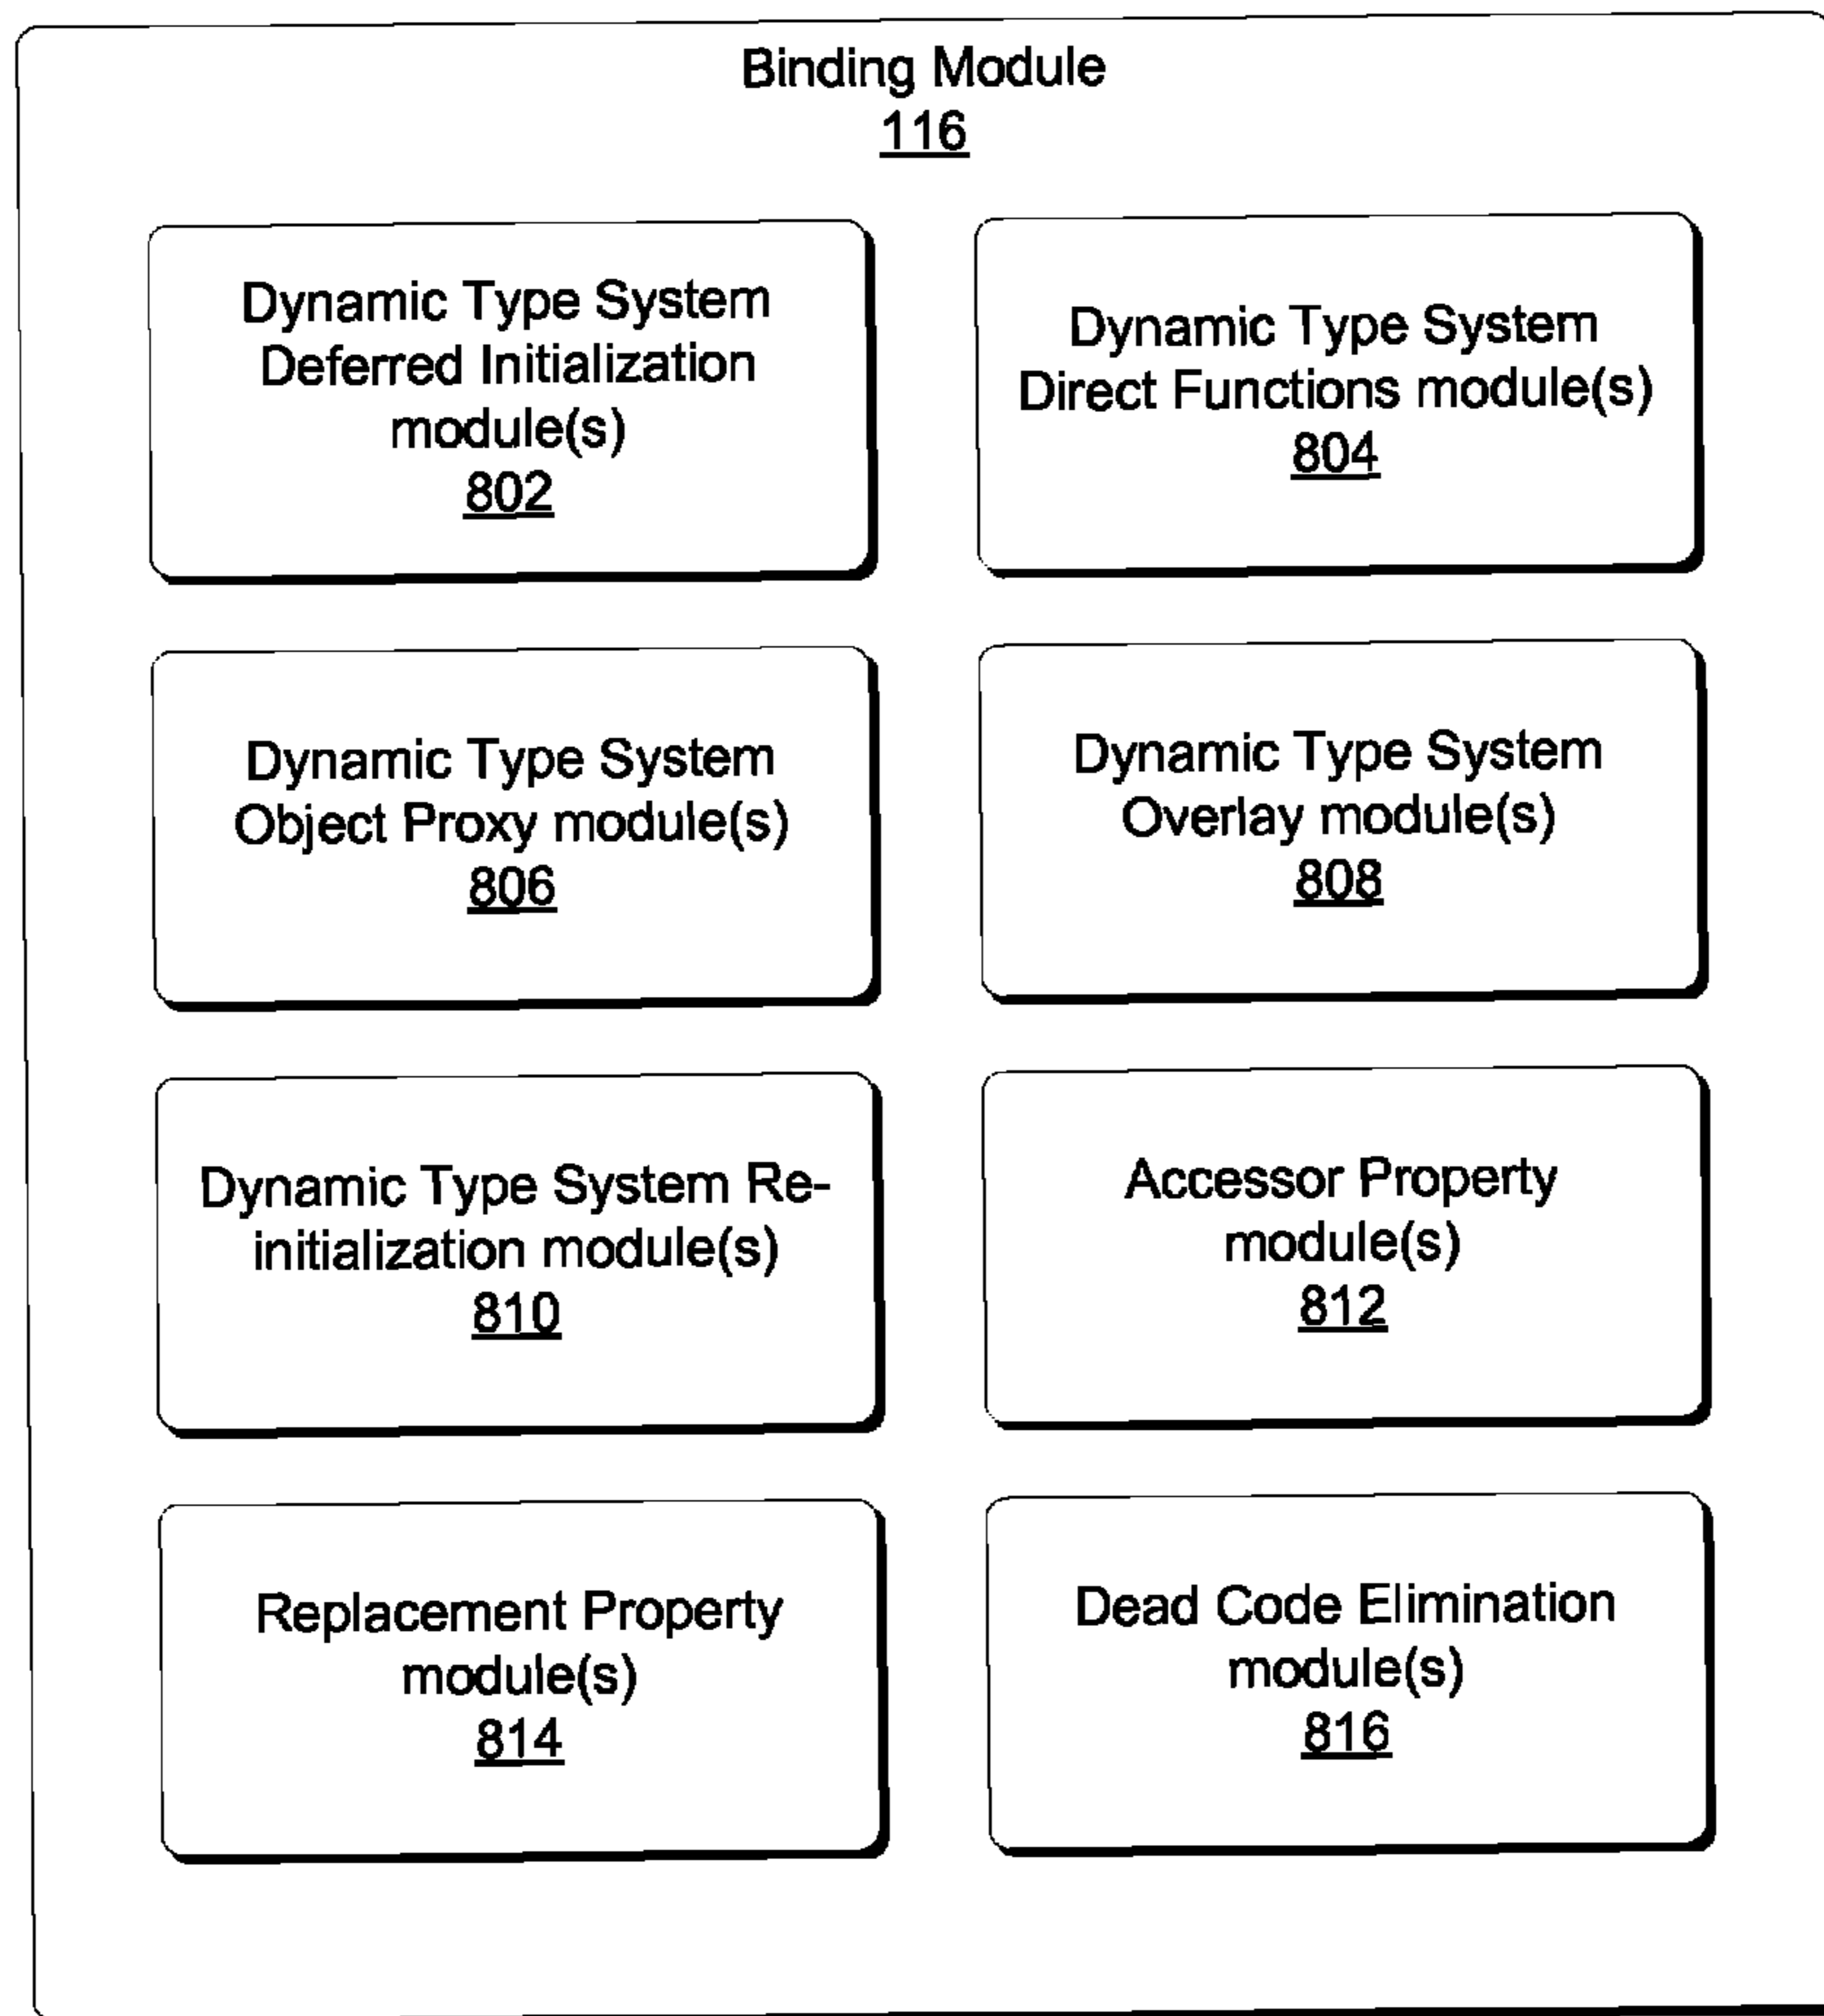 Binding Module
116
Dynamic Type System
Deferred Initialization
module(s)
802
Dynamic Type System
Direct Functions module(s)
804
Dynamic Type System
Object Proxy module(s)
806
Dynamic Type System
Overlay module(s)
808
Dynamic Type System Re-
initialization module(s)
810
Accessor Property
module(s)
812
Replacement Property
module(s)
814
Dead Code Elimination
module(s)
816